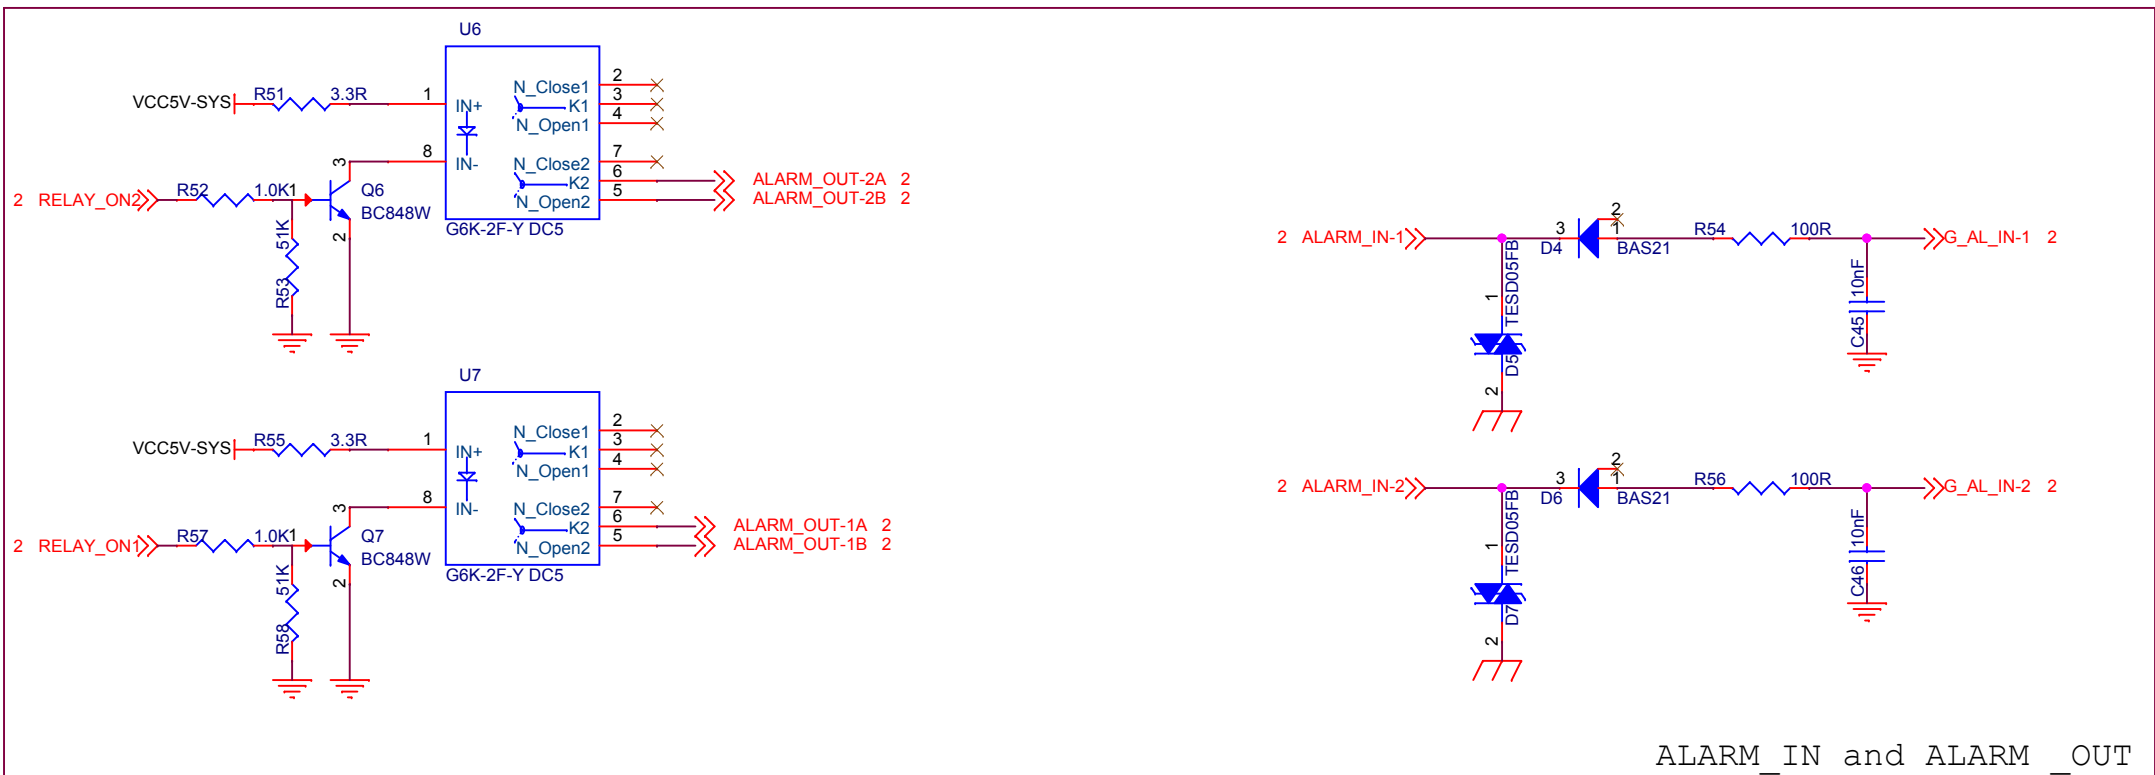 U6
VCC5V-SYS R51 3.3R 1 IN+
N_Close1 2
K1 3
N_Open1 4
8 IN-
N_Close2 7
K2 6 ALARM_OUT-2A 2
N_Open2 5 ALARM_OUT-2B 2
2 RELAY_ON2 R52 1.0K 1
3
Q6
BC848W
2
51K
R53
G6K-2F-Y DC5
U7
VCC5V-SYS R55 3.3R 1 IN+
N_Close1 2
K1 3
N_Open1 4
8 IN-
N_Close2 7
K2 6 ALARM_OUT-1A 2
N_Open2 5 ALARM_OUT-1B 2
2 RELAY_ON1 R57 1.0K 1
3
Q7
BC848W
2
51K
R58
G6K-2F-Y DC5
2 ALARM_IN-1 3 D4 2 1 BAS21 R54 100R G_AL_IN-1 2
TESD05FB
1
D5
2
10nF
C45
2 ALARM_IN-2 3 D6 2 1 BAS21 R56 100R G_AL_IN-2 2
TESD05FB
1
D7
2
10nF
C46
ALARM_IN and ALARM _OUT